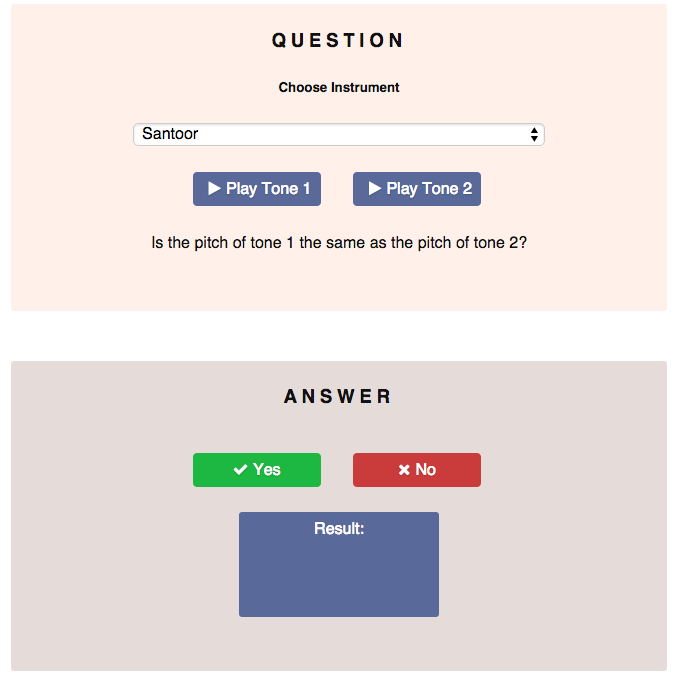 QUESTION
Choose Instrument
Santoor
Play Tone 1 Play Tone 2
Is the pitch of tone 1 the same as the pitch of tone 2?
ANSWER
Yes No
Result: